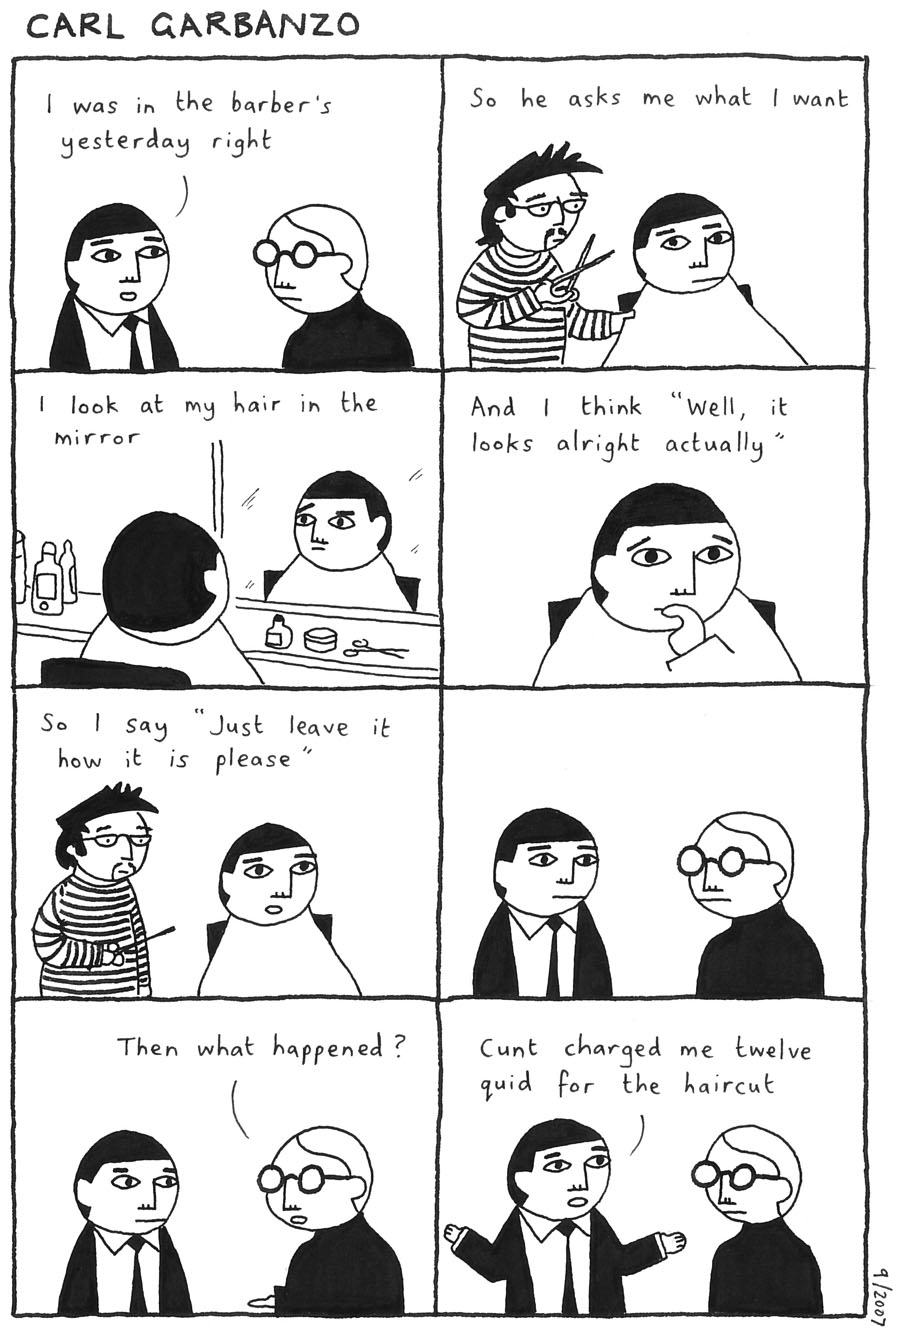 CARL GARBANZO
I was in the barber's
yesterday right
So he asks me what I want
I look at my hair in the
mirror
And I think "Well, it
looks alright actually"
So I say "Just leave it
how it is please"
Then what happened?
Cunt charged me twelve
quid for the haircut
9/2007